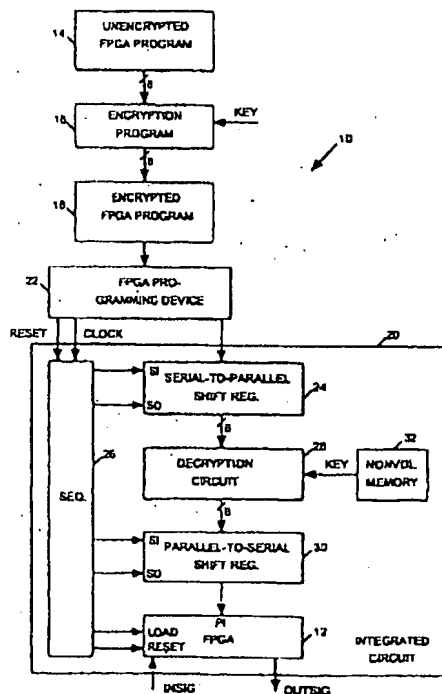 14
UNENCRYPTED
FPGA PROGRAM
8
16
ENCRYPTION
PROGRAM
KEY
10
8
18
ENCRYPTED
FPGA PROGRAM
22
FPGA PRO-
GRAMMING DEVICE
RESET
CLOCK
20
SI
SO
SERIAL-TO-PARALLEL
SHIFT REG.
24
8
26
SEQ.
28
DECRYPTION
CIRCUIT
KEY
32
NONVOL
MEMORY
8
SI
SO
PARALLEL-TO-SERIAL
SHIFT REG.
30
PI
FPGA
LOAD
RESET
12
INTEGRATED
CIRCUIT
INSIG
OUTSIG